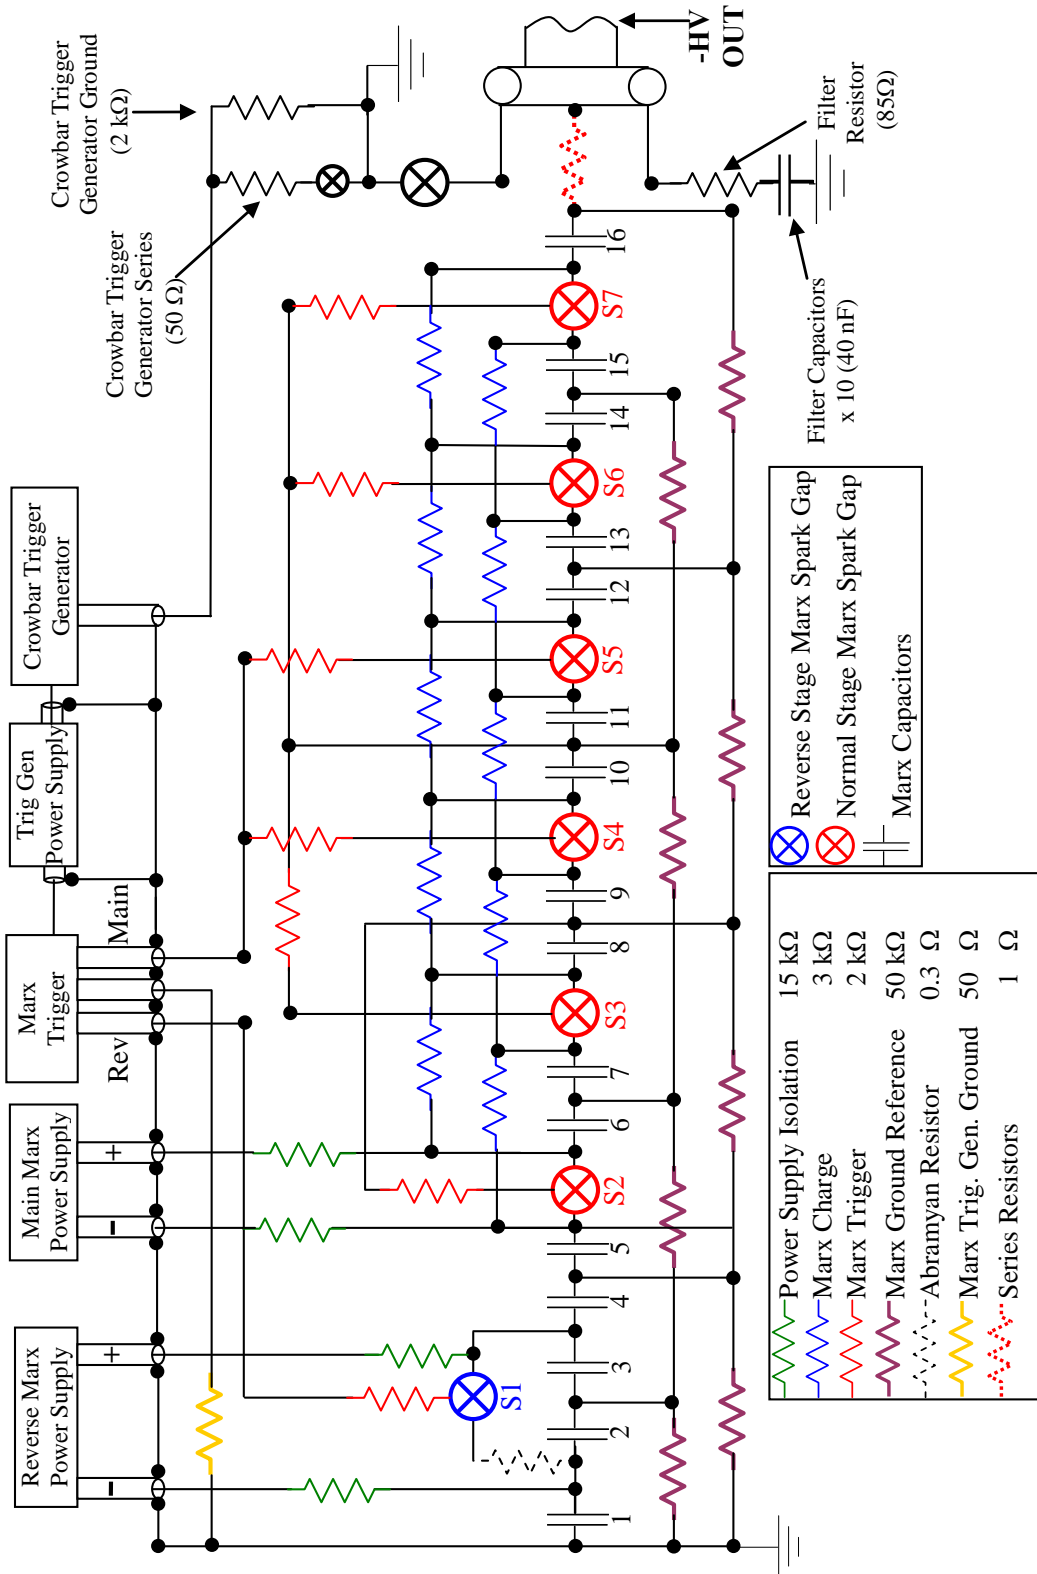 Reverse Marx
Power Supply
-
+
Main Marx
Power Supply
-
+
Marx
Trigger
Rev
Main
Trig Gen
Power Supply
Crowbar Trigger
Generator
Crowbar Trigger
Generator Series
(50 Ω)
Crowbar Trigger
Generator Ground
(2 kΩ)
-HV
OUT
Filter
Resistor
(85Ω)
Filter Capacitors
x 10 (40 nF)
S1
S2
S3
S4
S5
S6
S7
1
2
3
4
5
6
7
8
9
10
11
12
13
14
15
16
Power Supply Isolation 15 kΩ
Marx Charge 3 kΩ
Marx Trigger 2 kΩ
Marx Ground Reference 50 kΩ
Abramyan Resistor 0.3 Ω
Marx Trig. Gen. Ground 50 Ω
Series Resistors 1 Ω
Reverse Stage Marx Spark Gap
Normal Stage Marx Spark Gap
Marx Capacitors